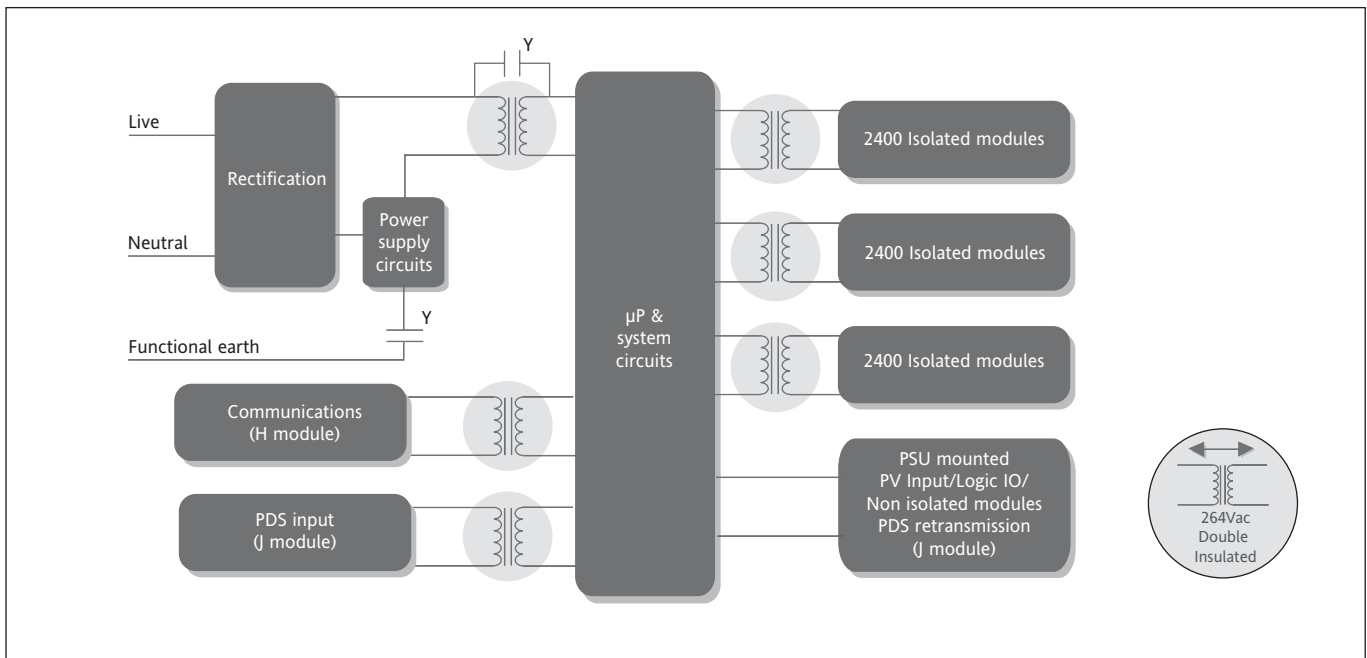 Y
Live
Rectification
Neutral
Power
supply
circuits
Y
Functional earth
Communications
(H module)
PDS input
(J module)
µP &
system
circuits
2400 Isolated modules
2400 Isolated modules
2400 Isolated modules
PSU mounted
PV Input/Logic IO/
Non isolated modules
PDS retransmission
(J module)
264Vac
Double
Insulated